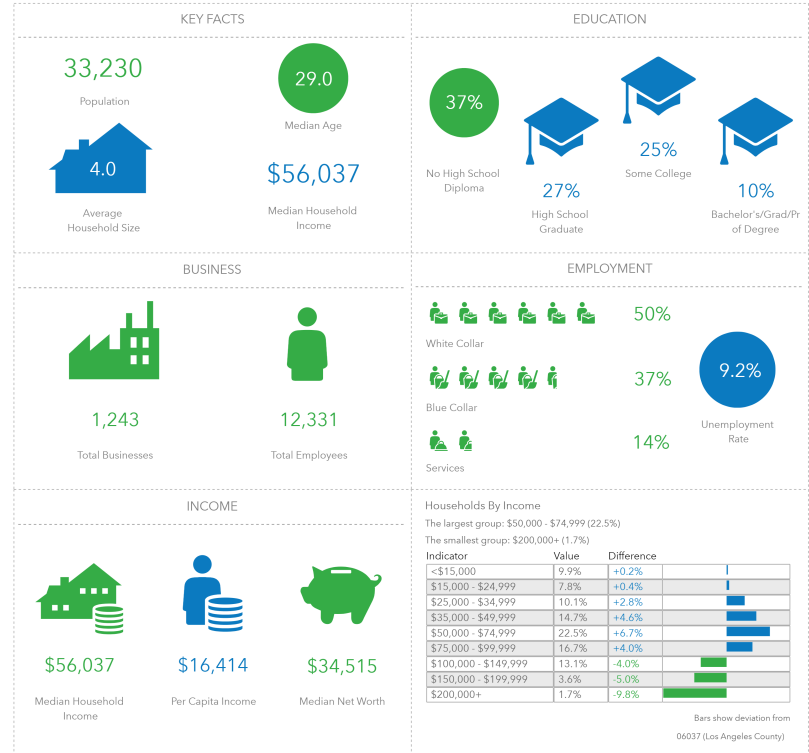 KEY FACTS
33,230
Population
29.0
Median Age
4.0
Average
Household Size
$56,037
Median Household
Income
EDUCATION
37%
No High School
Diploma
27%
High School
Graduate
25%
Some College
10%
Bachelor's/Grad/Pr
of Degree
BUSINESS
1,243
Total Businesses
12,331
Total Employees
EMPLOYMENT
50%
White Collar
37%
Blue Collar
14%
Services
9.2%
Unemployment
Rate
INCOME
$56,037
Median Household
Income
$16,414
Per Capita Income
$34,515
Median Net Worth
Households By Income
The largest group: $50,000 - $74,999 (22.5%)
The smallest group: $200,000+ (1.7%)
Indicator Value Difference
<$15,000 9.9% +0.2%
$15,000 - $24,999 7.8% +0.4%
$25,000 - $34,999 10.1% +2.8%
$35,000 - $49,999 14.7% +4.6%
$50,000 - $74,999 22.5% +6.7%
$75,000 - $99,999 16.7% +4.0%
$100,000 - $149,999 13.1% -4.0%
$150,000 - $199,999 3.6% -5.0%
$200,000+ 1.7% -9.8%
Bars show deviation from
06037 (Los Angeles County)